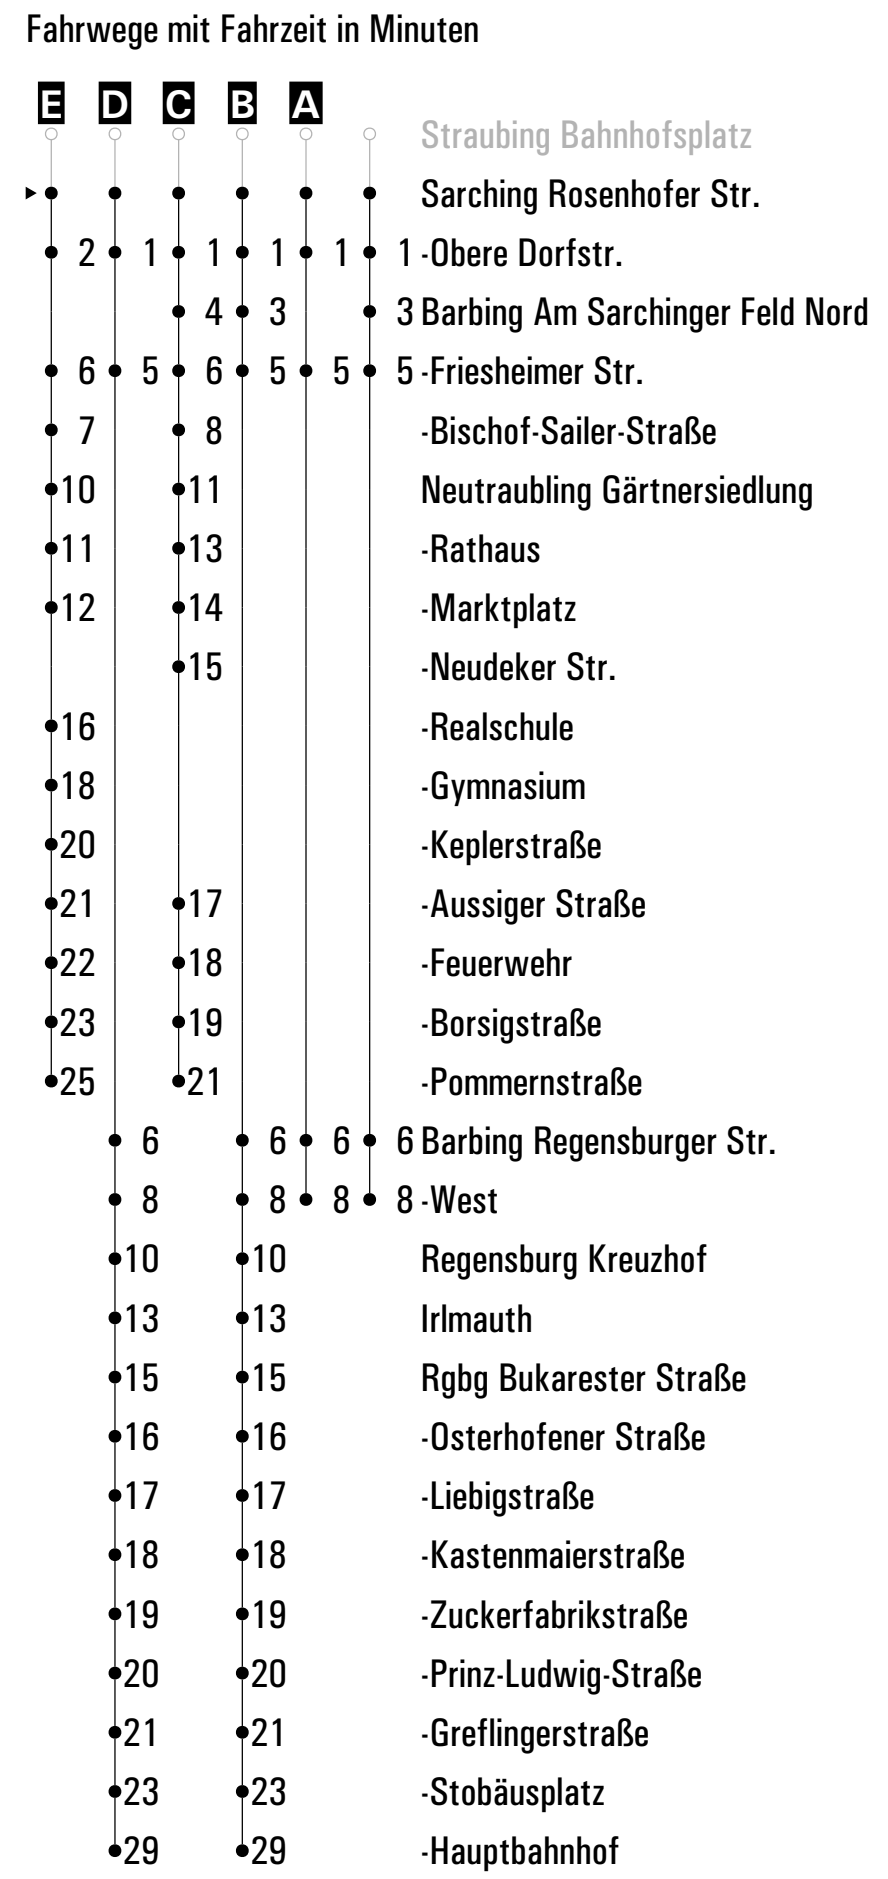 Fahrwege mit Fahrzeit in Minuten
E D C B A
Straubing Bahnhofsplatz
Sarching Rosenhofer Str.
2 1 1 1 1 1 -Obere Dorfstr.
4 3 3 Barbing Am Sarchinger Feld Nord
6 5 6 5 5 5 -Friesheimer Str.
7 8 -Bischof-Sailer-Straße
10 11 Neutraubling Gärtnersiedlung
11 13 -Rathaus
12 14 -Marktplatz
15 -Neudeker Str.
16 -Realschule
18 -Gymnasium
20 -Keplerstraße
21 17 -Aussiger Straße
22 18 -Feuerwehr
23 19 -Borsigstraße
25 21 -Pommernstraße
6 6 6 6 Barbing Regensburger Str.
8 8 8 8 -West
10 10 Regensburg Kreuzhof
13 13 Irlmauth
15 15 Rgbg Bukarester Straße
16 16 -Osterhofener Straße
17 17 -Liebigstraße
18 18 -Kastenmaierstraße
19 19 -Zuckerfabrikstraße
20 20 -Prinz-Ludwig-Straße
21 21 -Greflingerstraße
23 23 -Stobäusplatz
29 29 -Hauptbahnhof